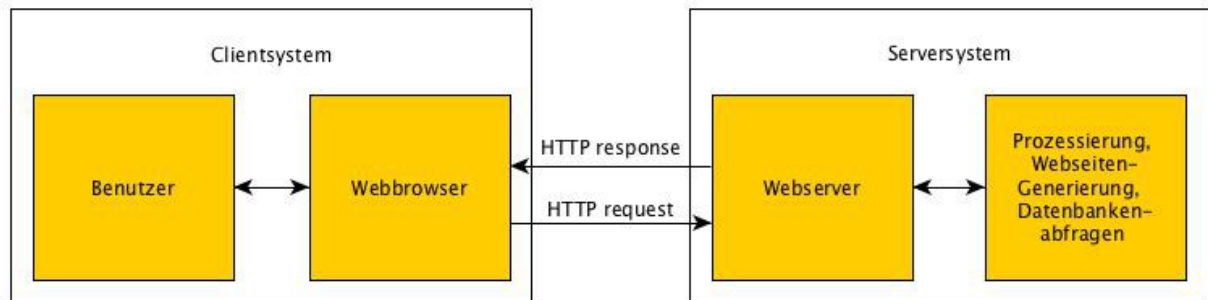 Clientsystem
Serversystem
Benutzer
Webbrowser
HTTP response
HTTP request
Webserver
Prozessierung,
Webseiten-
Generierung,
Datenbanken-
abfragen